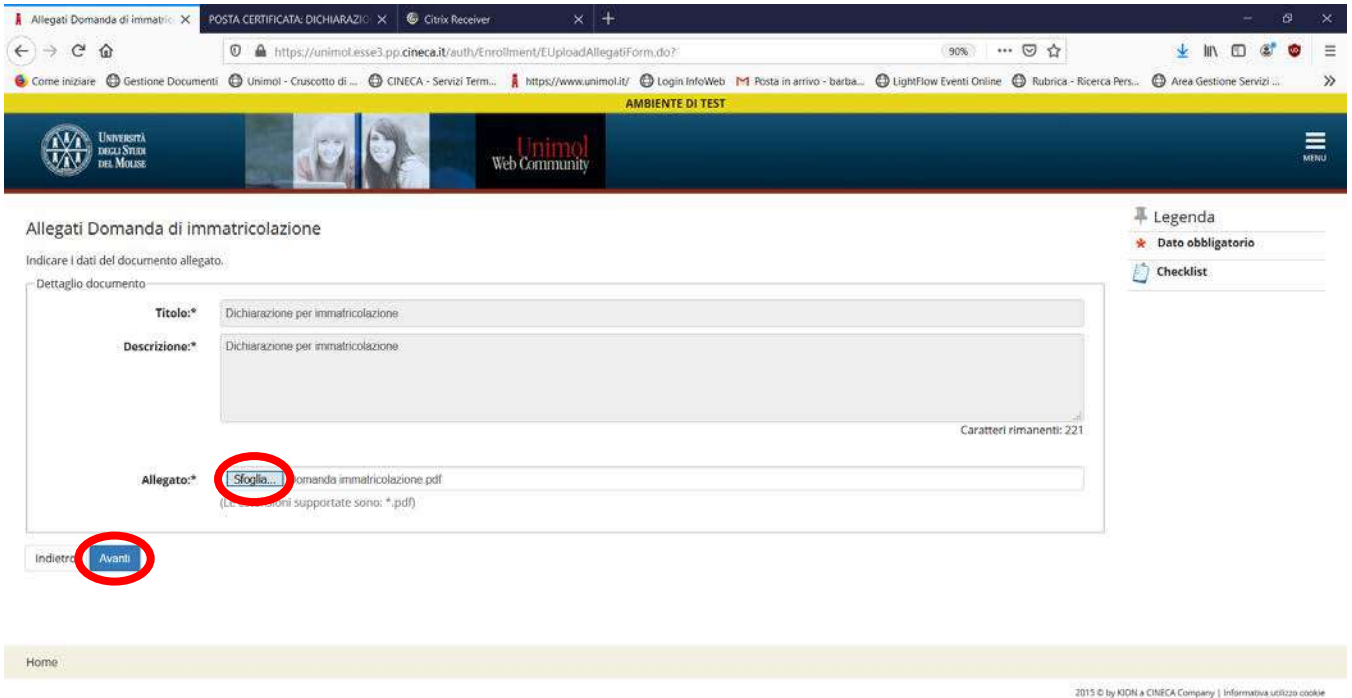 Allegati Domanda di immatric
POSTA CERTIFICATA: DICHIARAZIO
Citrix Receiver
https://unimol.esse3.pp.cineca.it/auth/Enrollment/EUploadAllegatiForm.do?
90%
Come iniziare Gestione Documenti Unimol - Cruscotto di ... CINECA - Servizi Term... https://www.unimol.it/ Login InfoWeb Posta in arrivo - barba... LightFlow Eventi Online Rubrica - Ricerca Pers... Area Gestione Servizi ...
AMBIENTE DI TEST
UNIVERSITÀ
DEGLI STUDI
DEL MOLISE
Unimol
Web Community
MENU
Allegati Domanda di immatricolazione
Indicare i dati del documento allegato.
Dettaglio documento
Titolo:* Dichiarazione per immatricolazione
Descrizione:* Dichiarazione per immatricolazione
Caratteri rimanenti: 221
Allegato:* Sfoglia... omanda immatricolazione.pdf
supportate sono: *.pdf)
Indietro Avanti
Legenda
Dato obbligatorio
Checklist
Home
2015 © by KION a CINECA Company | Informativa utilizzo cookie